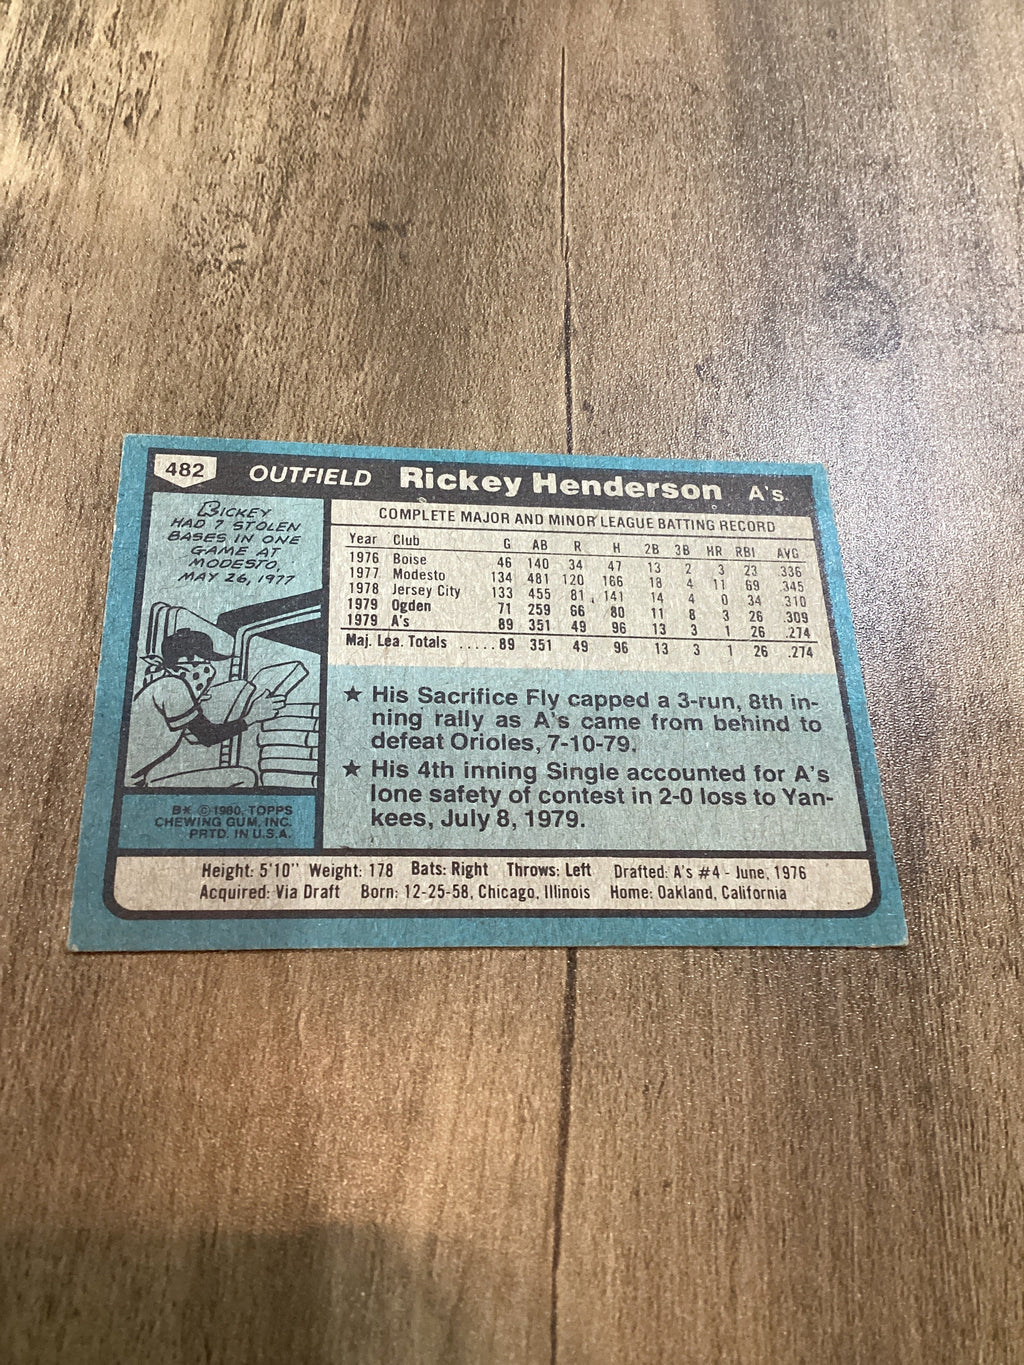 482 OUTFIELD Rickey Henderson A's
RICKEY
HAD 7 STOLEN
BASES IN ONE
GAME AT
MODESTO,
MAY 26, 1977
COMPLETE MAJOR AND MINOR LEAGUE BATTING RECORD
Year Club G AB R H 2B 3B HR RBI AVG
1976 Boise 46 140 34 47 13 2 3 23 .336
1977 Modesto 134 481 120 166 18 4 11 69 .345
1978 Jersey City 133 455 81 141 14 4 0 34 .310
1979 Ogden 71 259 66 80 11 8 3 26 .309
1979 A's 89 351 49 96 13 3 1 26 .274
Maj. Lea. Totals .....89 351 49 96 13 3 1 26 .274
★ His Sacrifice Fly capped a 3-run, 8th in-
ning rally as A's came from behind to
defeat Orioles, 7-10-79.
★ His 4th inning Single accounted for A's
lone safety of contest in 2-0 loss to Yan-
kees, July 8, 1979.
B* © 1980, TOPPS
CHEWING GUM, INC.
PRTD. IN U.S.A.
Height: 5'10" Weight: 178 Bats: Right Throws: Left Drafted: A's #4 - June, 1976
Acquired: Via Draft Born: 12-25-58, Chicago, Illinois Home: Oakland, California